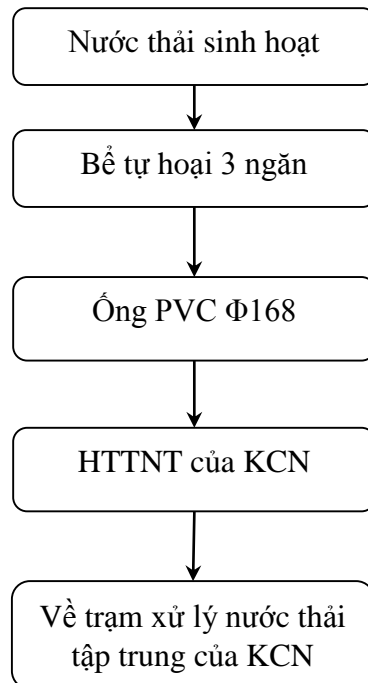 Nước thải sinh hoạt
Bể tự hoại 3 ngăn
Ống PVC Φ168
HTTNT của KCN
Về trạm xử lý nước thải
tập trung của KCN